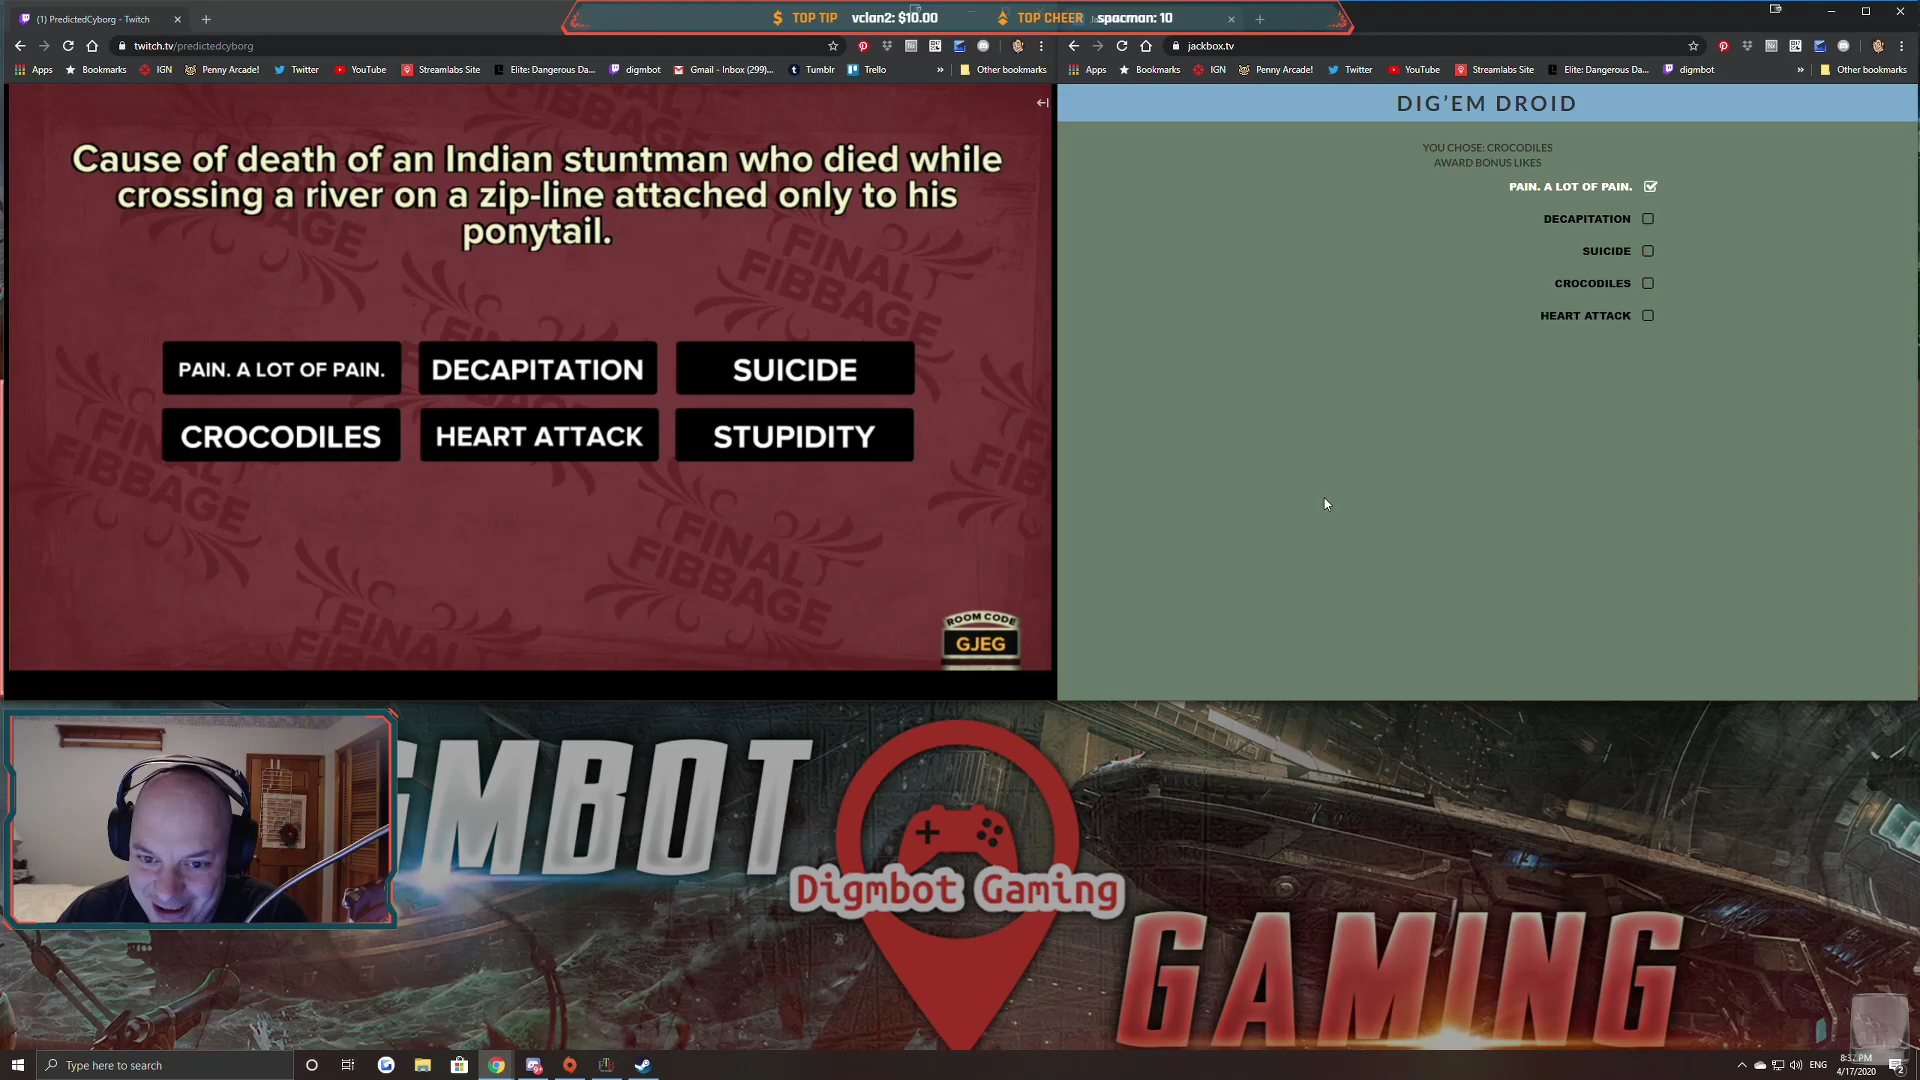 (1) PredictedCyborg - Twitch
TOP TIP vclan2: $10.00 TOP CHEER spacman: 10
twitch.tv/predictedcyborg
jackbox.tv
Apps Bookmarks IGN Penny Arcade! Twitter YouTube Streamlabs Site Elite: Dangerous Da... digmbot Gmail - Inbox (299)... Tumblr Trello » Other bookmarks
Apps Bookmarks IGN Penny Arcade! Twitter YouTube Streamlabs Site Elite: Dangerous Da... digmbot » Other bookmarks
Cause of death of an Indian stuntman who died while
crossing a river on a zip-line attached only to his
ponytail.
PAIN. A LOT OF PAIN. DECAPITATION SUICIDE
CROCODILES HEART ATTACK STUPIDITY
FINAL FIBBAGE
ROOM CODE
GJEG
DIG'EM DROID
YOU CHOSE: CROCODILES
AWARD BONUS LIKES
PAIN. A LOT OF PAIN.
DECAPITATION
SUICIDE
CROCODILES
HEART ATTACK
GMBOT
Digmbot Gaming
GAMING
Type here to search
ENG
8:37 PM
4/17/2020